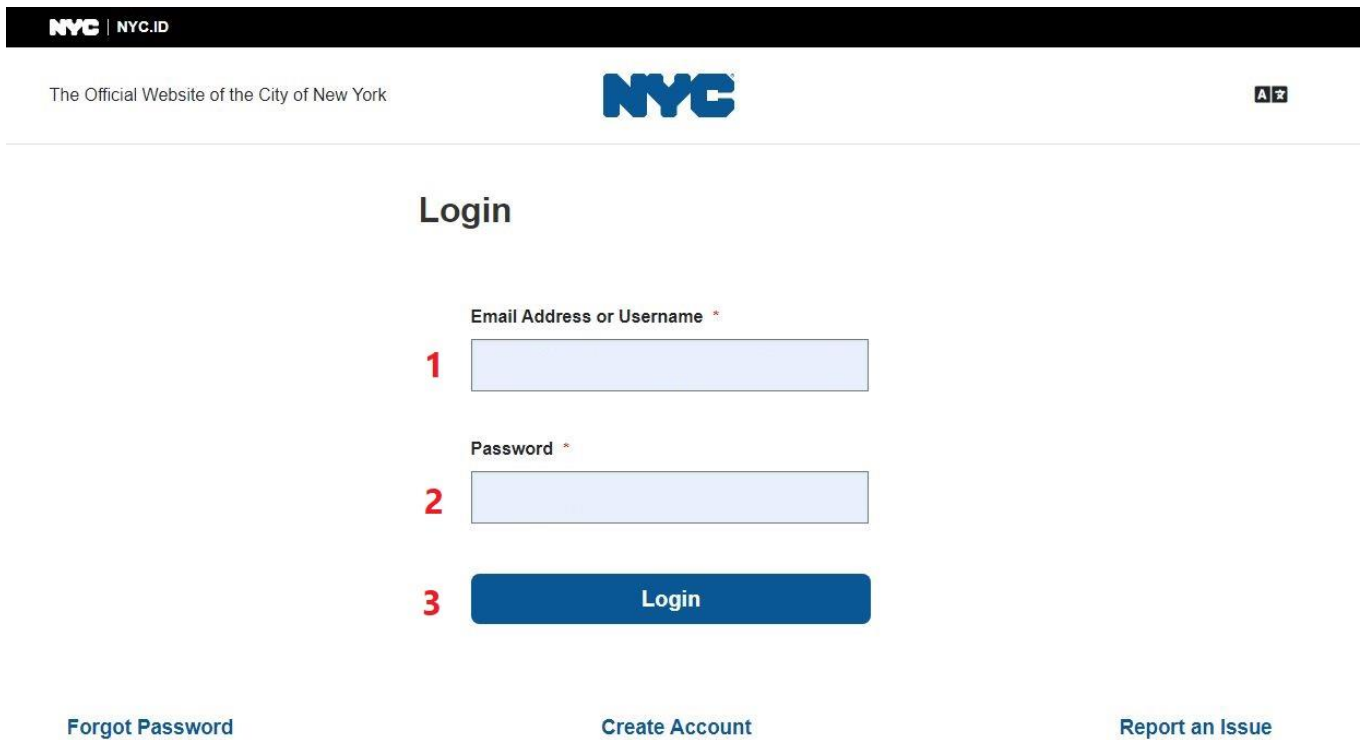 NYC | NYC.ID
The Official Website of the City of New York
NYC
A 文
Login
Email Address or Username *
1
Password *
2
3 Login
Forgot Password Create Account Report an Issue